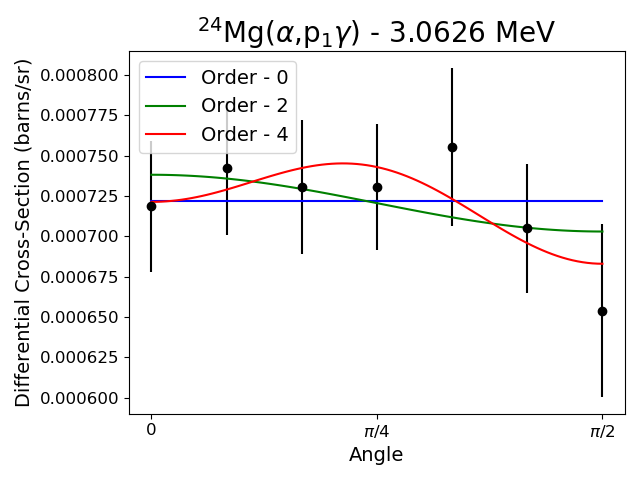 ²⁴Mg(α,p₁γ) - 3.0626 MeV
Differential Cross-Section (barns/sr)
0.000800
0.000775
0.000750
0.000725
0.000700
0.000675
0.000650
0.000625
0.000600
Order - 0
Order - 2
Order - 4
0
π/4
π/2
Angle